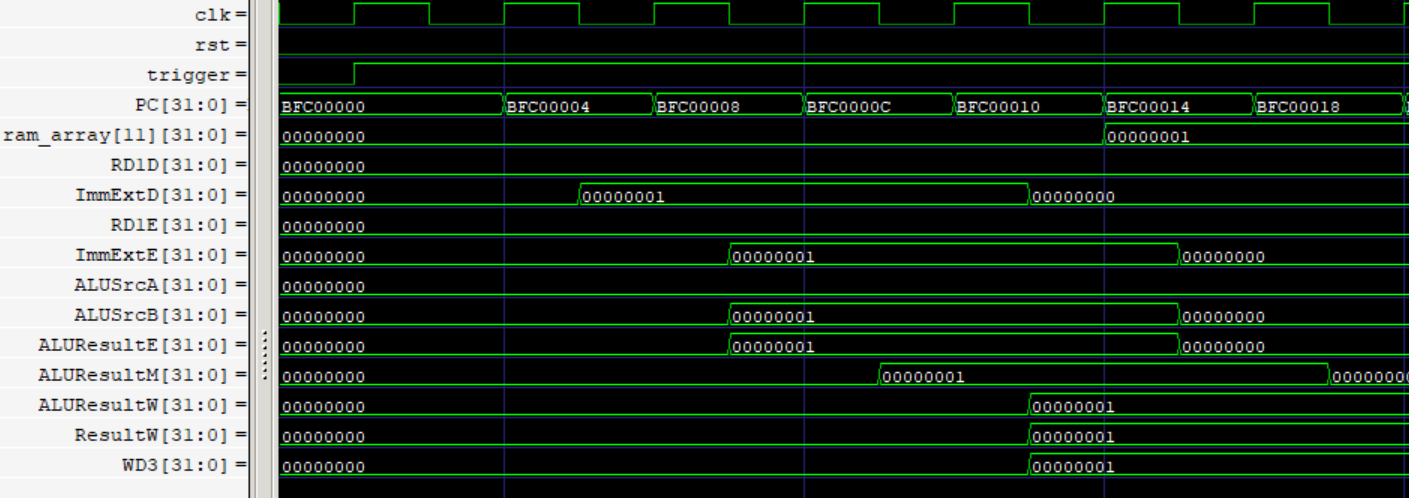 clk=
rst=
trigger=
PC[31:0]= BFC00000 BFC00004 BFC00008 BFC0000C BFC00010 BFC00014 BFC00018
ram_array[11][31:0]= 00000000 00000001
RD1D[31:0]= 00000000
ImmExtD[31:0]= 00000000 00000001 00000000
RD1E[31:0]= 00000000
ImmExtE[31:0]= 00000000 00000001 00000000
ALUSrcA[31:0]= 00000000
ALUSrcB[31:0]= 00000000 00000001 00000000
ALUResultE[31:0]= 00000000 00000001 00000000
ALUResultM[31:0]= 00000000 00000001 00000000
ALUResultW[31:0]= 00000000 00000001
ResultW[31:0]= 00000000 00000001
WD3[31:0]= 00000000 00000001